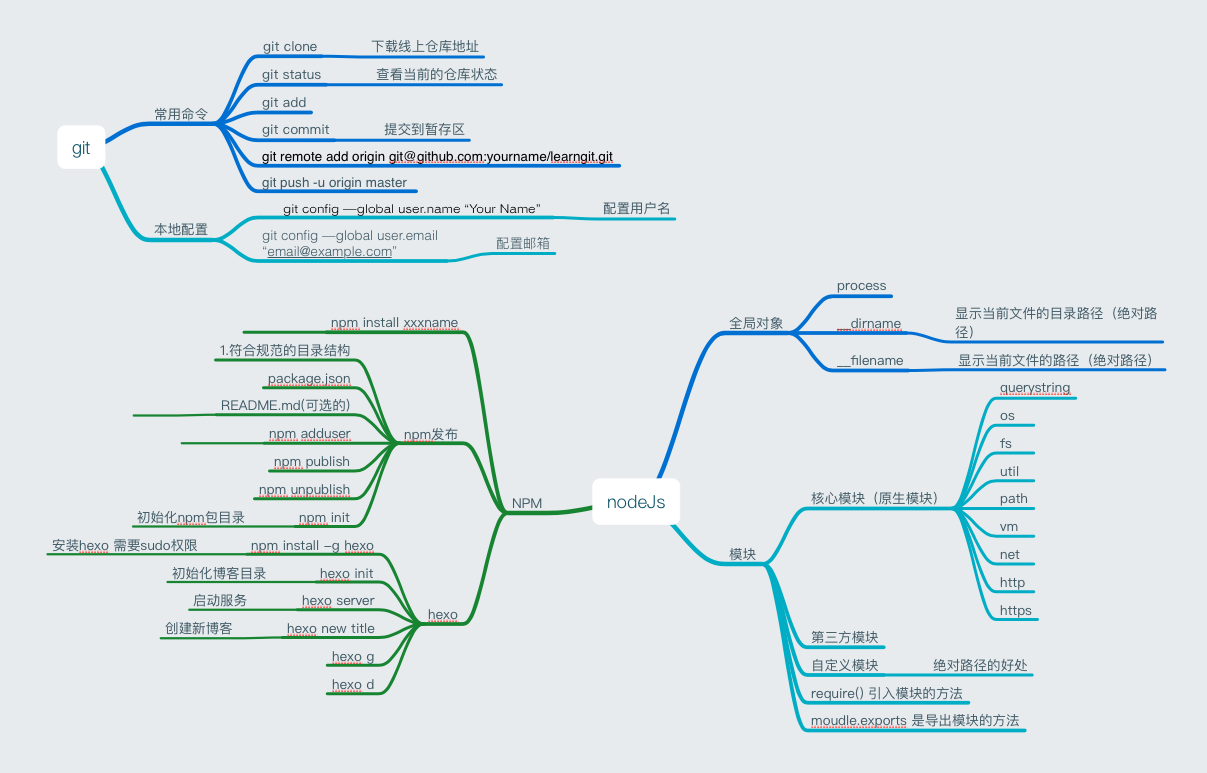 git
常用命令
git clone
下载线上仓库地址
git status
查看当前的仓库状态
git add
git commit
提交到暂存区
git remote add origin git@github.com:yourname/learngit.git
git push -u origin master
本地配置
git config —global user.name “Your Name”
配置用户名
git config —global user.email
“email@example.com”
配置邮箱
nodeJs
全局对象
process
__dirname
显示当前文件的目录路径（绝对路
径）
__filename
显示当前文件的路径（绝对路径）
模块
核心模块（原生模块）
querystring
os
fs
util
path
vm
net
http
https
第三方模块
自定义模块
绝对路径的好处
require() 引入模块的方法
moudle.exports 是导出模块的方法
NPM
npm install xxxname
npm发布
1.符合规范的目录结构
package.json
README.md(可选的)
npm adduser
npm publish
npm unpublish
npm init
初始化npm包目录
hexo
npm install –g hexo
安装hexo 需要sudo权限
hexo init
初始化博客目录
hexo server
启动服务
hexo new title
创建新博客
hexo g
hexo d